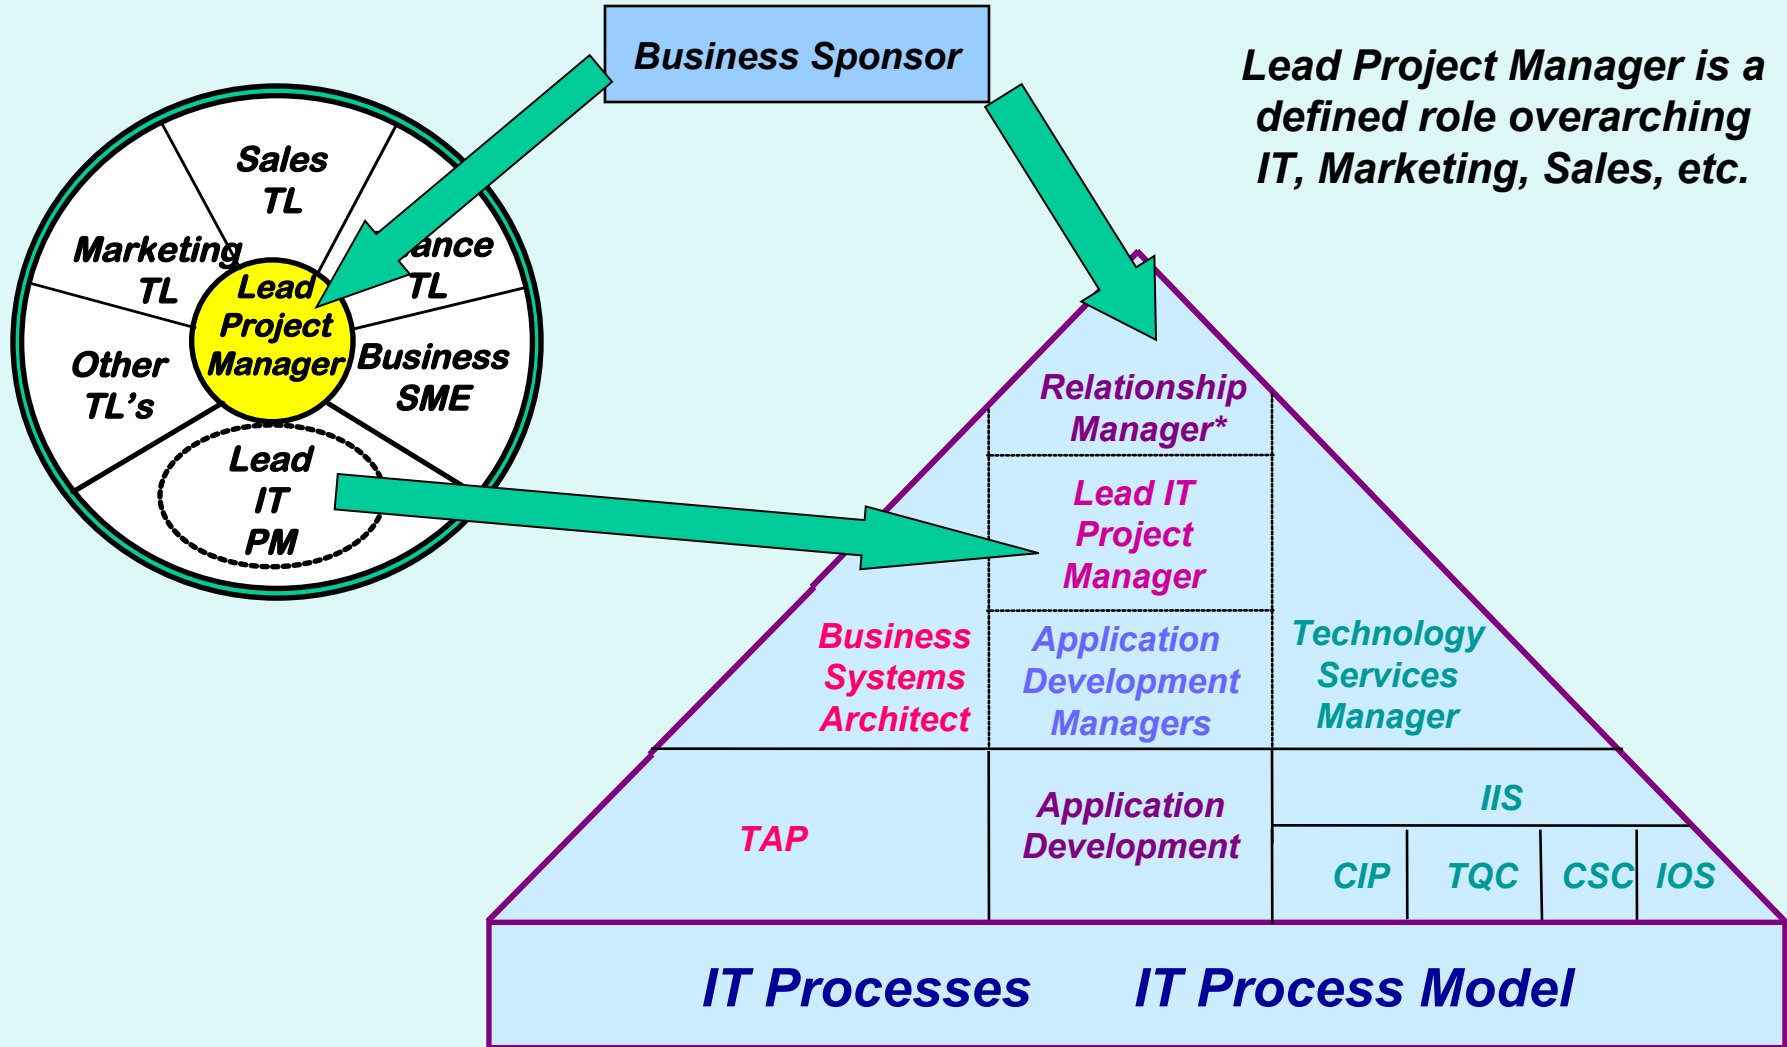 Business Sponsor
Lead Project Manager is a
defined role overarching
IT, Marketing, Sales, etc.
Sales
TL
Marketing
TL
TL
Lead
Project
Manager
Other
TL's
Business
SME
Lead
IT
PM
Relationship
Manager*
Lead IT
Project
Manager
Business
Systems
Architect
Application
Development
Managers
Technology
Services
Manager
TAP
Application
Development
IIS
CIP
TQC
CSC
IOS
IT Processes
IT Process Model